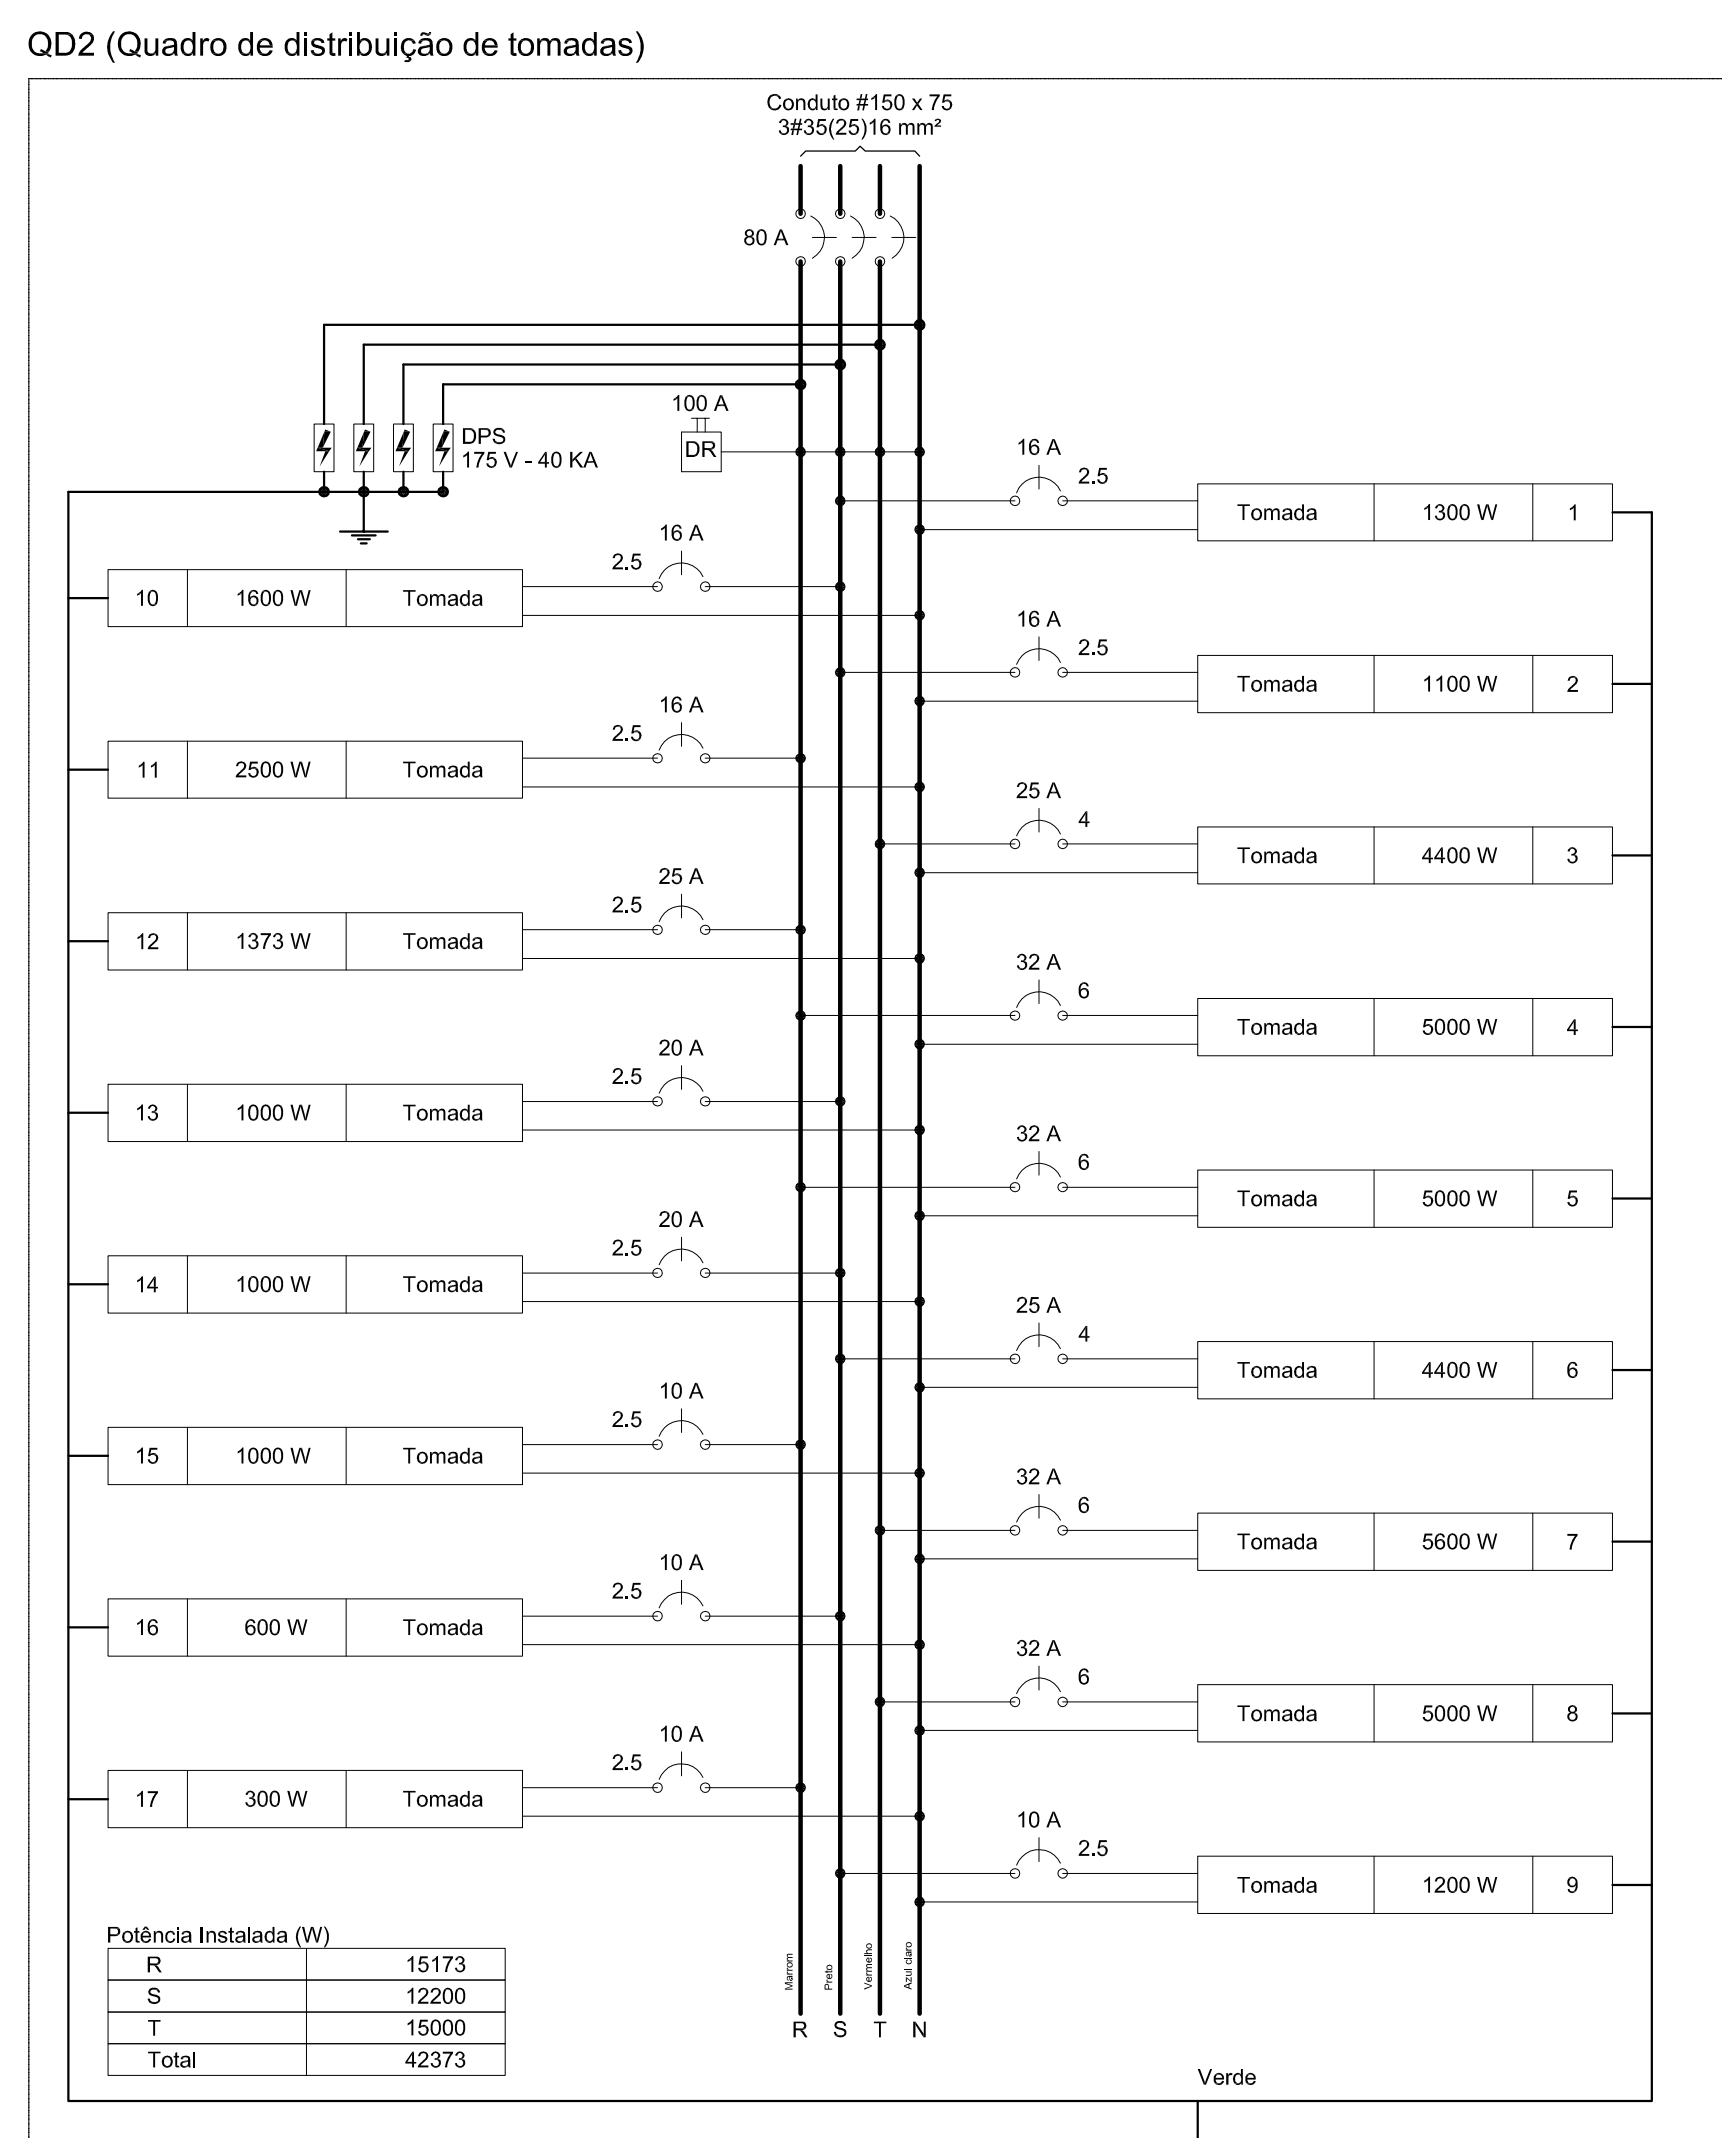 QD2 (Quadro de distribuição de tomadas)
Conduto #150 x 75
3#35(25)16 mm²
80 A
100 A
DR
DPS
175 V - 40 KA
16 A
2.5
Tomada 1300 W 1
16 A
2.5
10 1600 W Tomada
16 A
2.5
Tomada 1100 W 2
16 A
2.5
11 2500 W Tomada
25 A
4
Tomada 4400 W 3
25 A
2.5
12 1373 W Tomada
32 A
6
Tomada 5000 W 4
20 A
2.5
13 1000 W Tomada
32 A
6
Tomada 5000 W 5
20 A
2.5
14 1000 W Tomada
25 A
4
Tomada 4400 W 6
10 A
2.5
15 1000 W Tomada
32 A
6
Tomada 5600 W 7
10 A
2.5
16 600 W Tomada
32 A
6
Tomada 5000 W 8
10 A
2.5
17 300 W Tomada
10 A
2.5
Tomada 1200 W 9
Potência Instalada (W)
R 15173
S 12200
T 15000
Total 42373
Marrom
Preto
Vermelho
Azul claro
R S T N
Verde